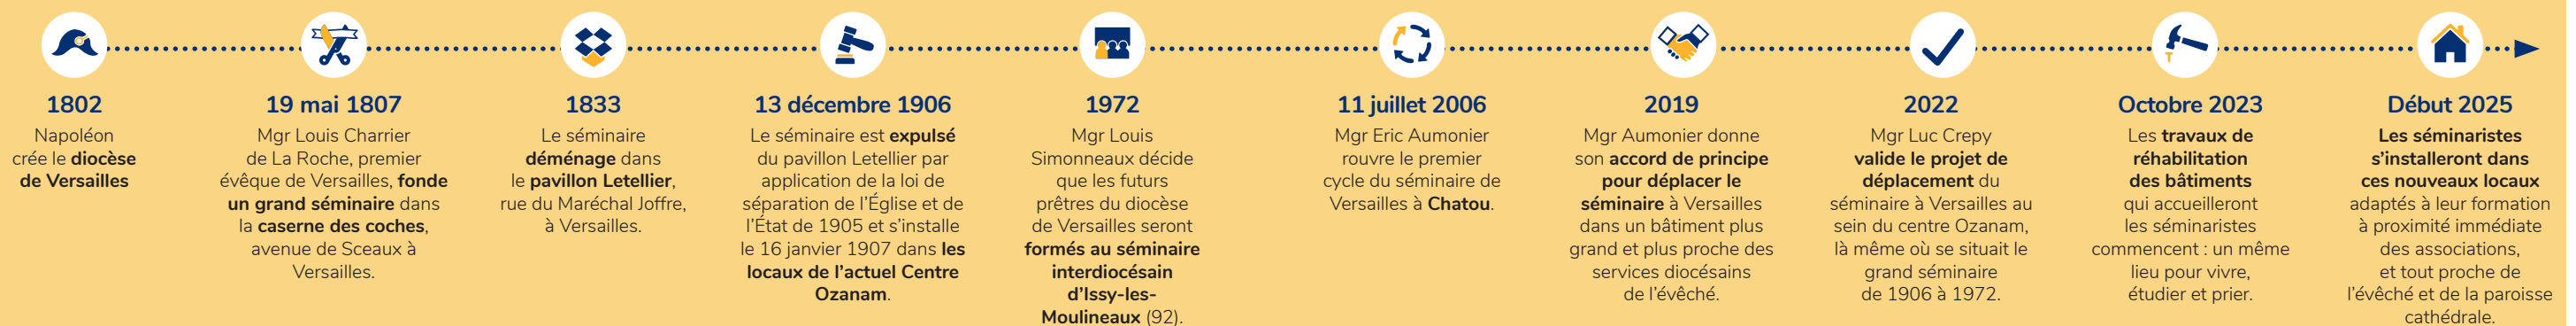 1802
Napoléon
crée le diocèse
de Versailles
19 mai 1807
Mgr Louis Charrier
de La Roche, premier
évêque de Versailles, fonde
un grand séminaire dans
la caserne des coches,
avenue de Sceaux à
Versailles.
1833
Le séminaire
déménage dans
le pavillon Letellier,
rue du Maréchal Joffre,
à Versailles.
13 décembre 1906
Le séminaire est expulsé
du pavillon Letellier par
application de la loi de
séparation de l’Église et de
l’État de 1905 et s’installe
le 16 janvier 1907 dans les
locaux de l’actuel Centre
Ozanam.
1972
Mgr Louis
Simonneaux décide
que les futurs
prêtres du diocèse
de Versailles seront
formés au séminaire
interdiocésain
d’Issy-les-
Moulineaux (92).
11 juillet 2006
Mgr Eric Aumonier
rouvre le premier
cycle du séminaire de
Versailles à Chatou.
2019
Mgr Aumonier donne
son accord de principe
pour déplacer le
séminaire à Versailles
dans un bâtiment plus
grand et plus proche des
services diocésains
de l’évêché.
2022
Mgr Luc Crepy
valide le projet de
déplacement du
séminaire à Versailles au
sein du centre Ozanam,
là même où se situait le
grand séminaire
de 1906 à 1972.
Octobre 2023
Les travaux de
réhabilitation
des bâtiments
qui accueilleront
les séminaristes
commencent : un même
lieu pour vivre,
étudier et prier.
Début 2025
Les séminaristes
s’installeront dans
ces nouveaux locaux
adaptés à leur formation
à proximité immédiate
des associations,
et tout proche de
l’évêché et de la paroisse
cathédrale.